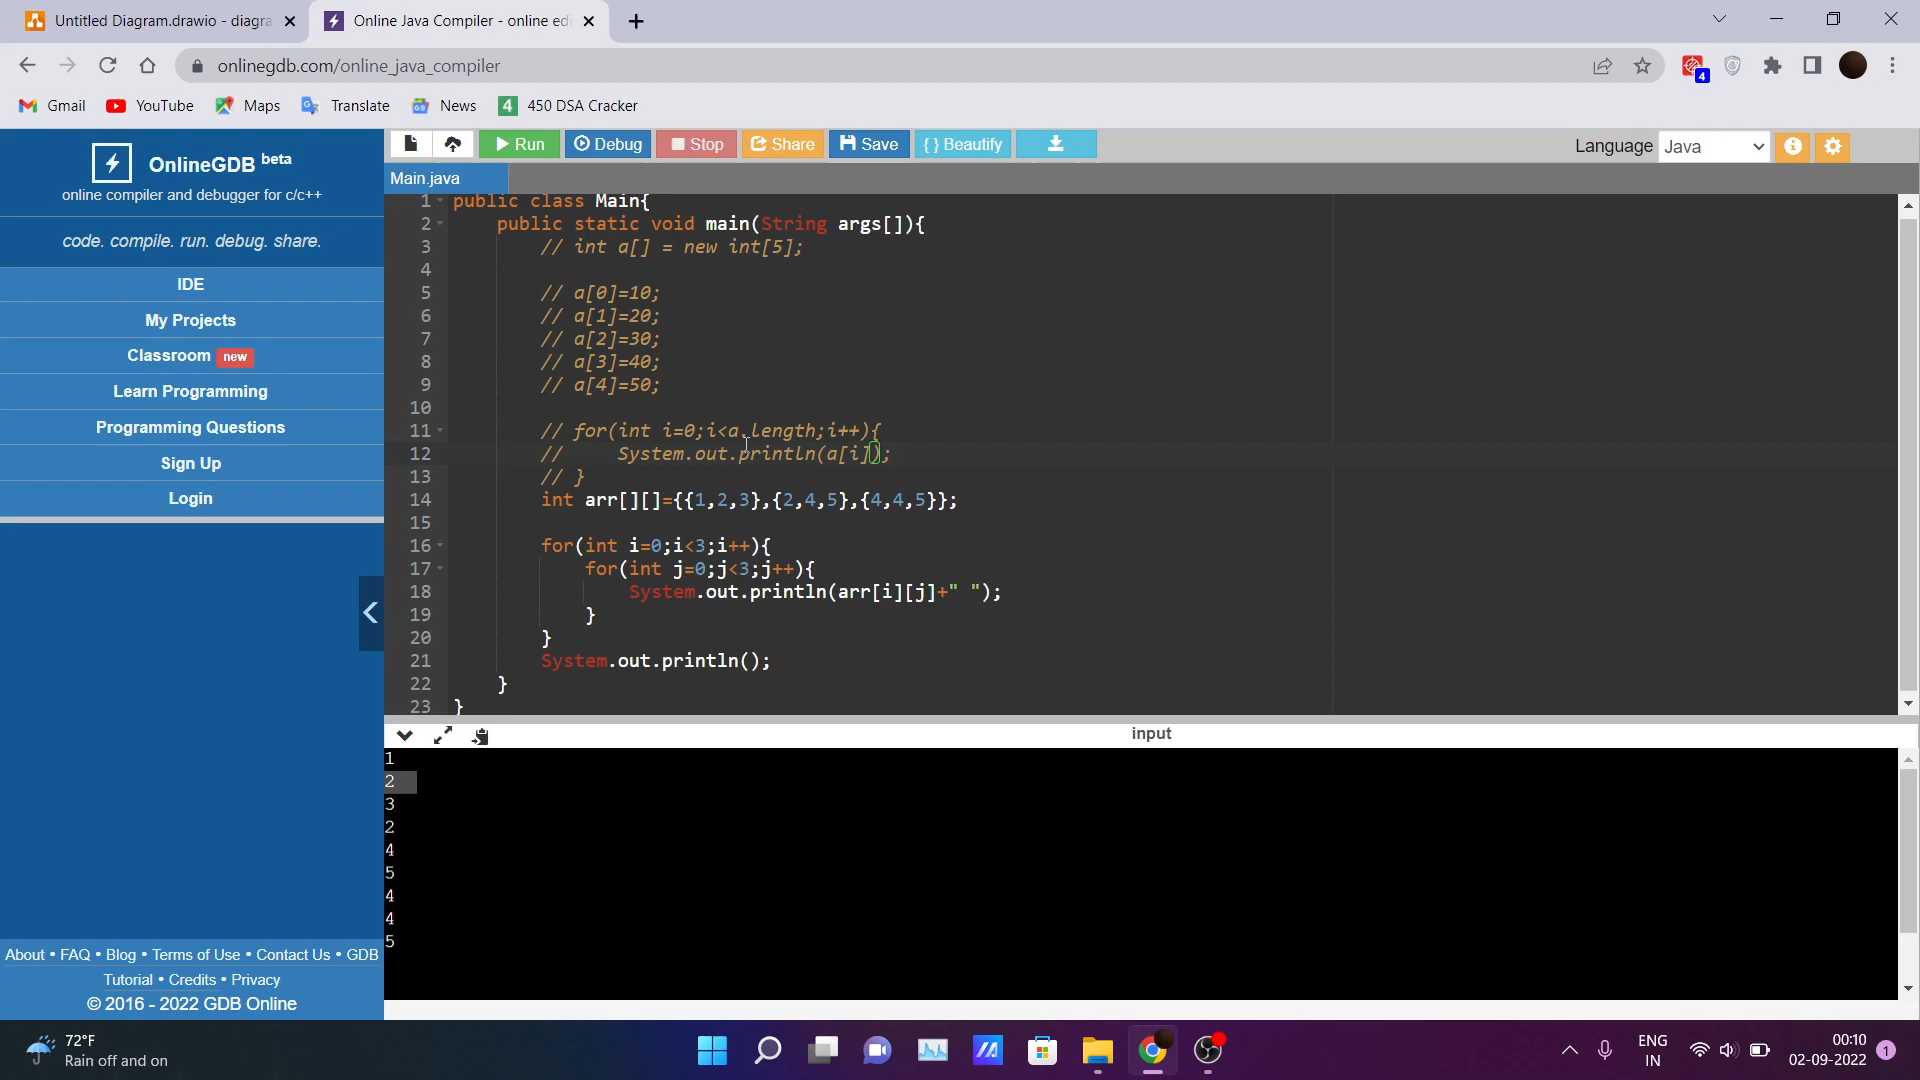 Untitled Diagram.drawio - diagra
Online Java Compiler - online edi
onlinegdb.com/online_java_compiler
4
Gmail
YouTube
Maps
Translate
News
4 450 DSA Cracker
OnlineGDB beta
online compiler and debugger for c/c++
code. compile. run. debug. share.
IDE
My Projects
Classroom new
Learn Programming
Programming Questions
Sign Up
Login
About • FAQ • Blog • Terms of Use • Contact Us • GDB
Tutorial • Credits • Privacy
© 2016 - 2022 GDB Online
Run Debug Stop Share Save { } Beautify
Language Java
Main.java
1 public class Main{
2 public static void main(String args[]){
3 // int a[] = new int[5];
4
5 // a[0]=10;
6 // a[1]=20;
7 // a[2]=30;
8 // a[3]=40;
9 // a[4]=50;
10
11 // for(int i=0;i<a.length;i++){
12 // System.out.println(a[i]);
13 // }
14 int arr[][]={{1,2,3},{2,4,5},{4,4,5}};
15
16 for(int i=0;i<3;i++){
17 for(int j=0;j<3;j++){
18 System.out.println(arr[i][j]+" ");
19 }
20 }
21 System.out.println();
22 }
23 }
input
1
2
3
2
4
5
4
4
5
72°F
Rain off and on
ENG
IN
00:10
02-09-2022
1